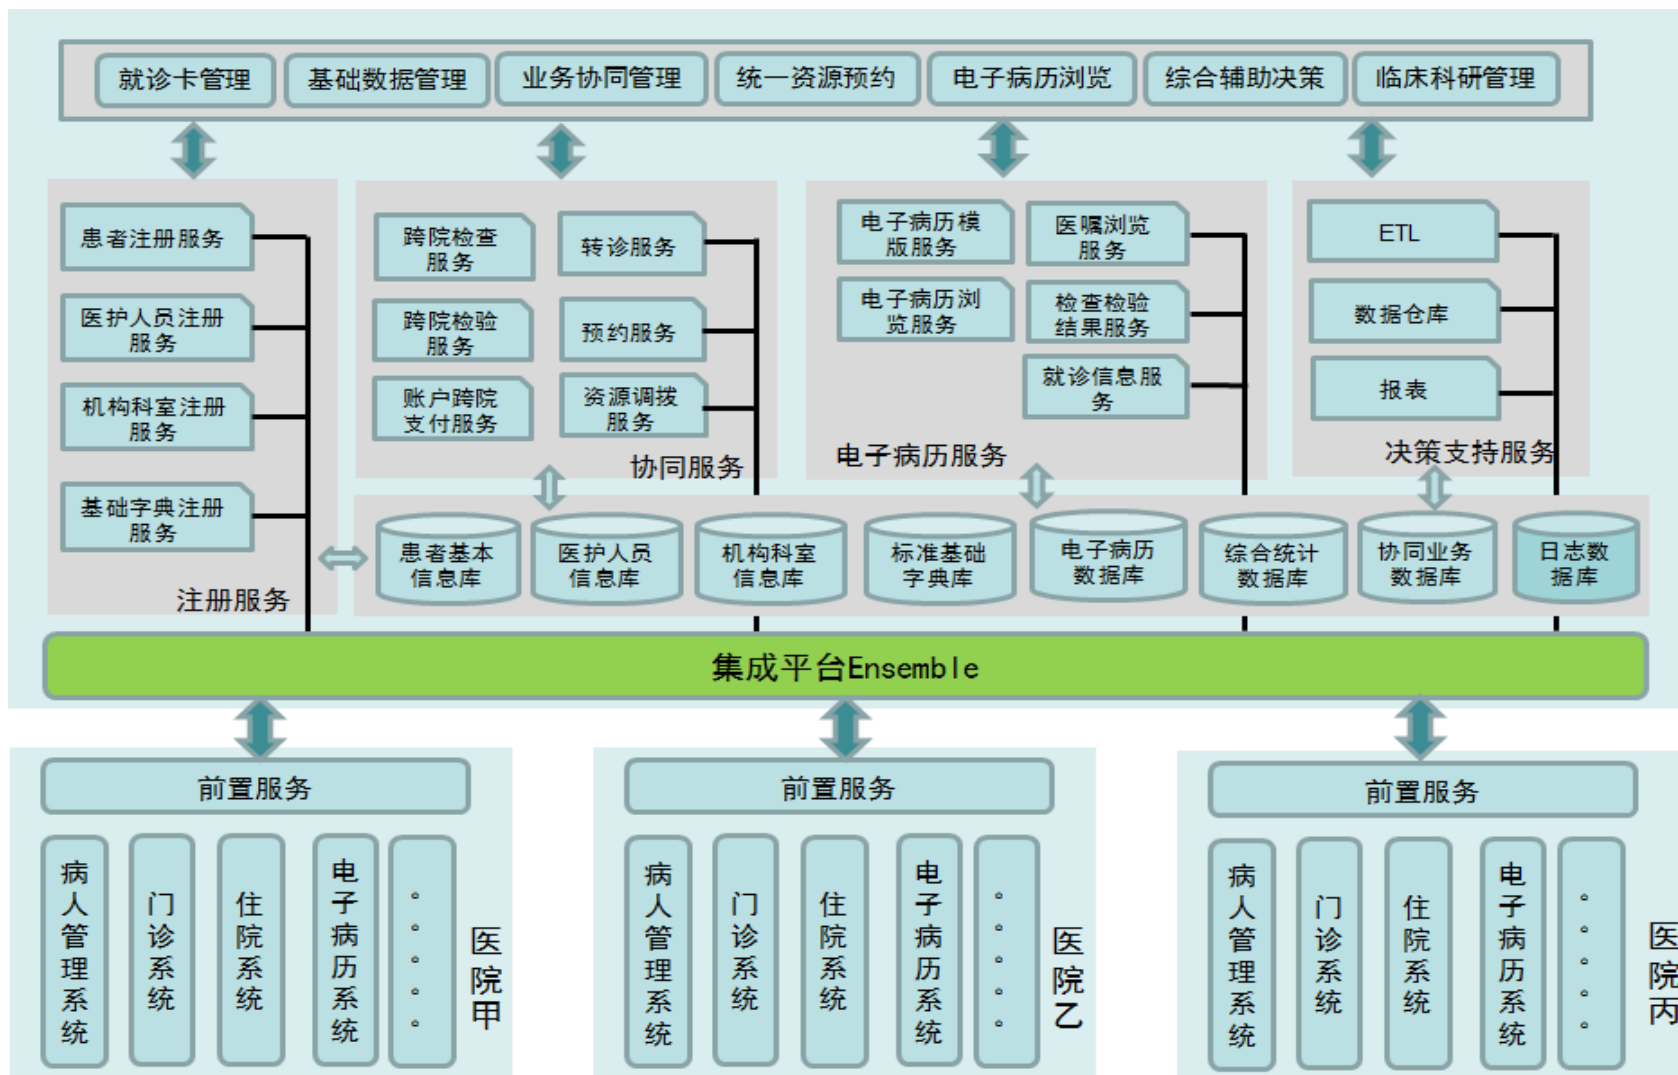 就诊卡管理
基础数据管理
业务协同管理
统一资源预约
电子病历浏览
综合辅助决策
临床科研管理
患者注册服务
医护人员注册
服务
机构科室注册
服务
基础字典注册
服务
注册服务
跨院检查
服务
转诊服务
跨院检验
服务
预约服务
账户跨院
支付服务
资源调拨
服务
协同服务
电子病历模
版服务
医嘱浏览
服务
电子病历浏
览服务
检查检验
结果服务
就诊信息服
务
电子病历服务
ETL
数据仓库
报表
决策支持服务
患者基本
信息库
医护人员
信息库
机构科室
信息库
标准基础
字典库
电子病历
数据库
综合统计
数据库
协同业务
数据库
日志数
据库
集成平台Ensemble
前置服务
病人管理系统
门诊系统
住院系统
电子病历系统
。。。。。
医院甲
前置服务
病人管理系统
门诊系统
住院系统
电子病历系统
。。。。。
医院乙
前置服务
病人管理系统
门诊系统
住院系统
电子病历系统
。。。。。
医院丙